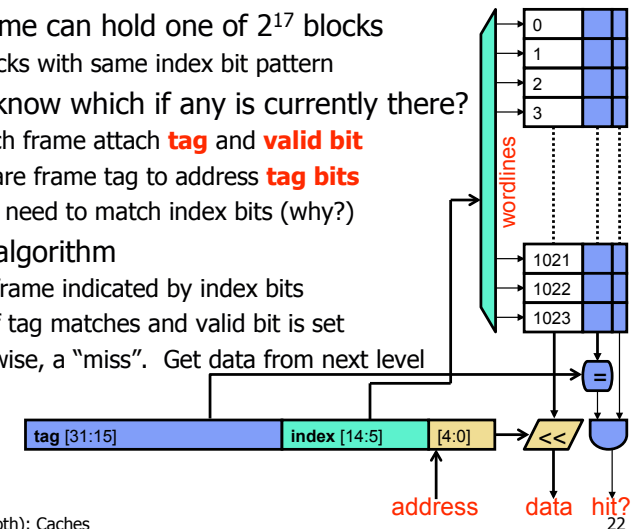 me can hold one of 2¹⁷ blocks
cks with same index bit pattern
know which if any is currently there?
ch frame attach tag and valid bit
are frame tag to address tag bits
need to match index bits (why?)
algorithm
frame indicated by index bits
f tag matches and valid bit is set
wise, a “miss”. Get data from next level
0
1
2
3
wordlines
1021
1022
1023
=
tag [31:15]
index [14:5]
[4:0]
<<
address
data
hit?
oth): Caches
22